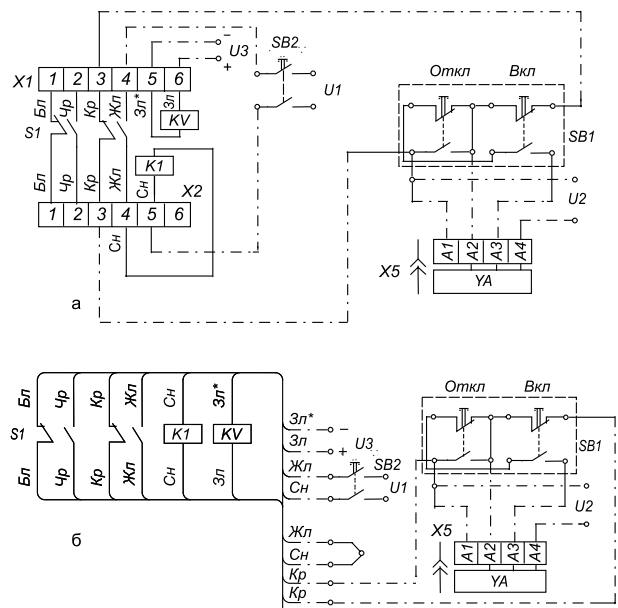 – U3 SB2
+
X1 1 2 3 4 5 6 U1 Откл Вкл
Бл Чр Кр Жл Зл* Зл
S1 KV SB1
K1
Бл Чр Кр Жл Сн X2
1 2 3 4 5 6 U2
Сн
A1 A2 A3 A4
X5
YA
а
Бл Чр Кр Жл Сн Зл* Откл Вкл
Зл* –
S1 K1 KV Зл + U3 SB1
Жл SB2
Бл Чр Кр Жл Сн Зл Сн U1
U2
б Жл X5 A1 A2 A3 A4
Сн
Кр YA
Кр